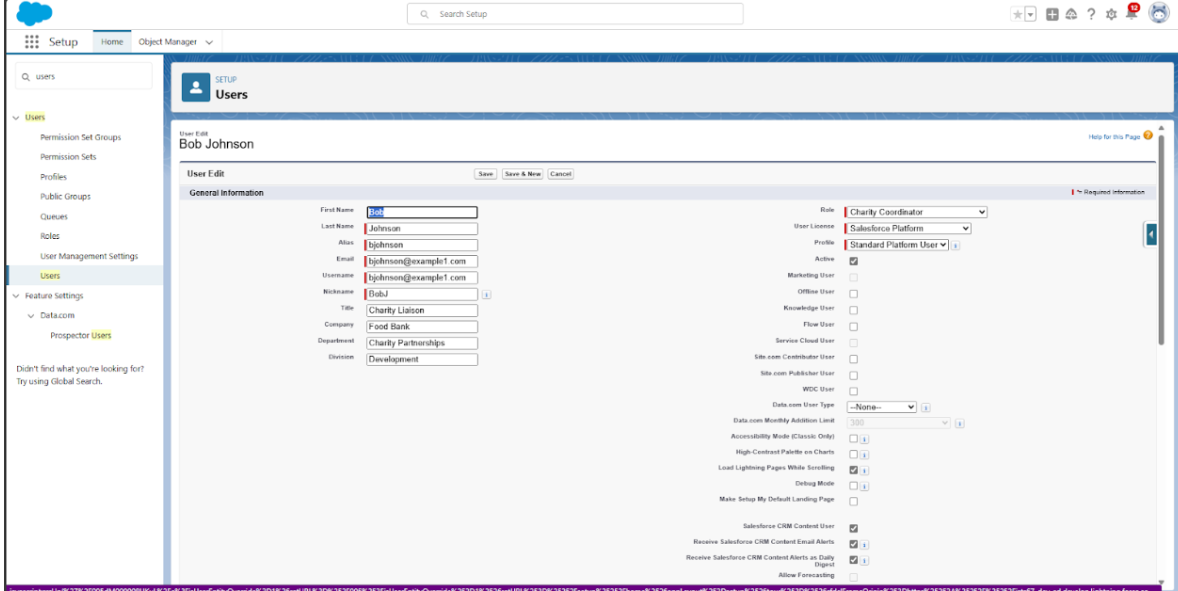 Search Setup
12
Setup
Home
Object Manager
users
Users
Permission Set Groups
Permission Sets
Profiles
Public Groups
Queues
Roles
User Management Settings
Users
Feature Settings
Data.com
Prospector Users
Didn't find what you're looking for?
Try using Global Search.
SETUP
Users
User Edit
Bob Johnson
Help for this Page
User Edit
Save
Save & New
Cancel
General Information
= Required Information
First Name Bob
Last Name Johnson
Alias bjohnson
Email bjohnson@example1.com
Username bjohnson@example1.com
Nickname BobJ
Title Charity Liaison
Company Food Bank
Department Charity Partnerships
Division Development
Role Charity Coordinator
User License Salesforce Platform
Profile Standard Platform User
Active
Marketing User
Offline User
Knowledge User
Flow User
Service Cloud User
Site.com Contributor User
Site.com Publisher User
WDC User
Data.com User Type --None--
Data.com Monthly Addition Limit 300
Accessibility Mode (Classic Only)
High-Contrast Palette on Charts
Load Lightning Pages While Scrolling
Debug Mode
Make Setup My Default Landing Page
Salesforce CRM Content User
Receive Salesforce CRM Content Email Alerts
Receive Salesforce CRM Content Alerts as Daily
Digest
Allow Forecasting